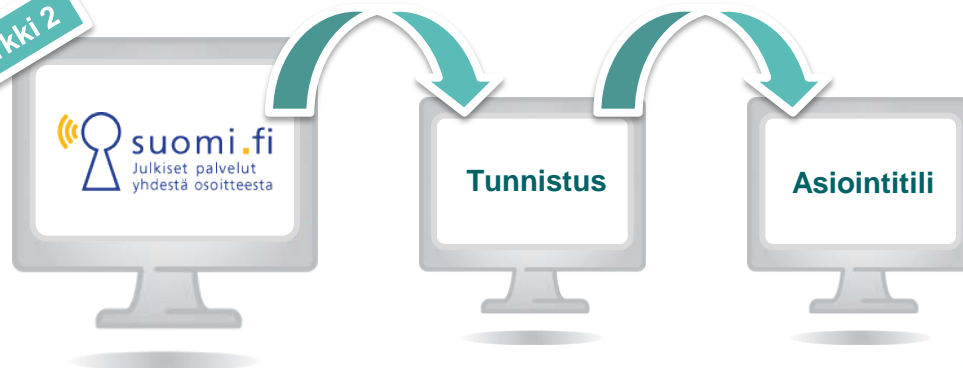 suomi.fi
Julkiset palvelut
yhdestä osoitteesta
Tunnistus
Asiointitili